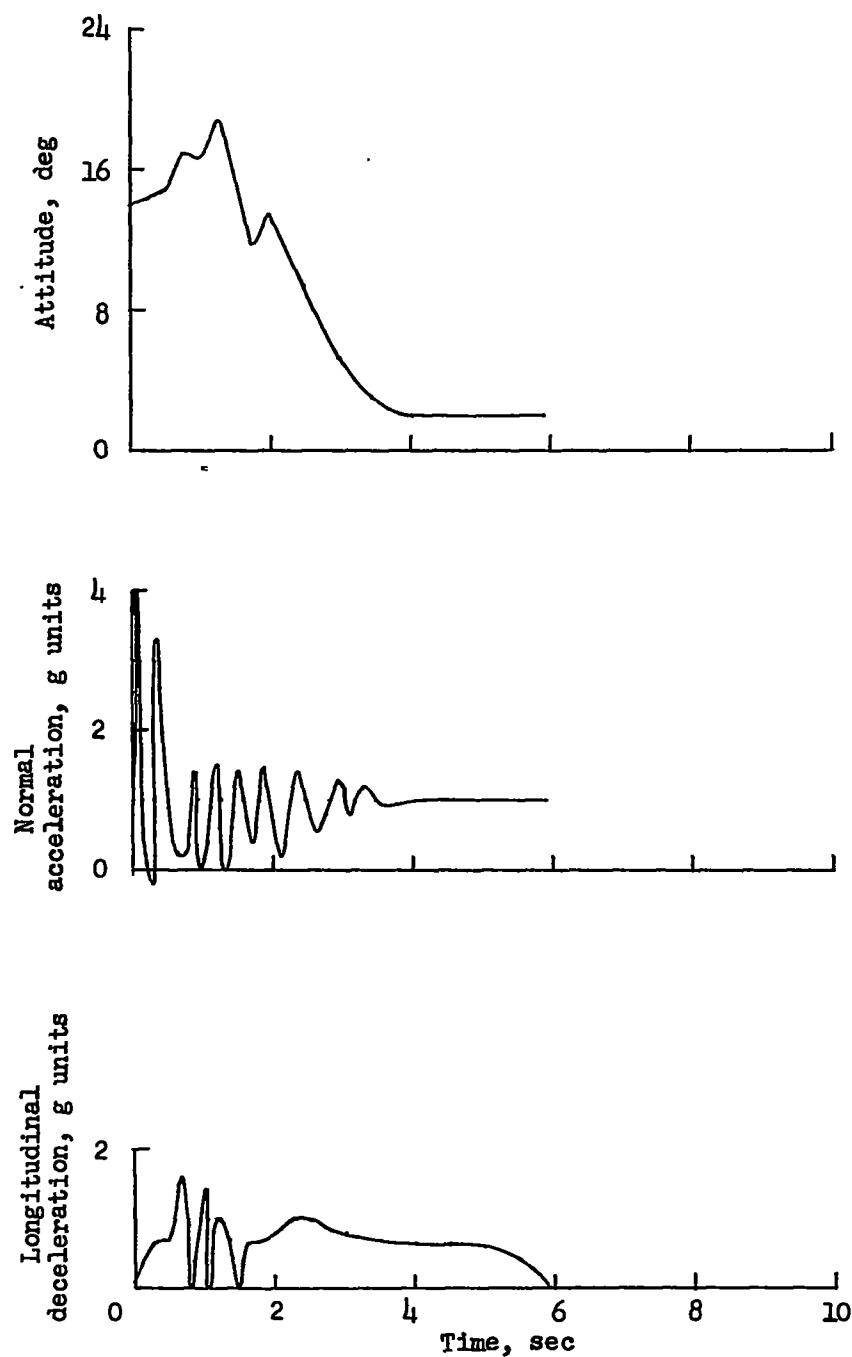 24
16
8
0
Attitude, deg
4
2
0
Normal
acceleration, g units
2
Longitudinal
deceleration, g units
0 2 4 6 8 10
Time, sec